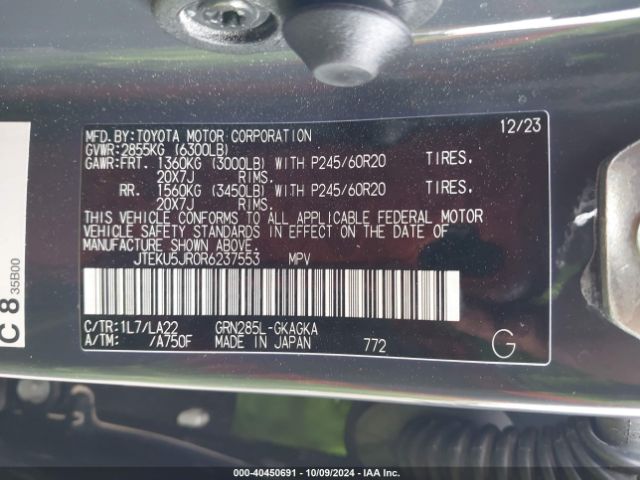 MFD.BY:TOYOTA MOTOR CORPORATION 12/23
GVWR:2855KG (6300LB)
GAWR:FRT. 1360KG (3000LB) WITH P245/60R20 TIRES.
20X7J RIMS.
RR. 1560KG (3450LB) WITH P245/60R20 TIRES.
20X7J RIMS.
THIS VEHICLE CONFORMS TO ALL APPLICABLE FEDERAL MOTOR
VEHICLE SAFETY STANDARDS IN EFFECT ON THE DATE OF
MANUFACTURE SHOWN ABOVE.
JTEKU5JR0R6237553 MPV
C/TR:1L7/LA22 GRN285L-GKAGKA
A/TM: /A750F MADE IN JAPAN 772 G
C 8 35B00
000-40450691 - 10/09/2024 - IAA Inc.